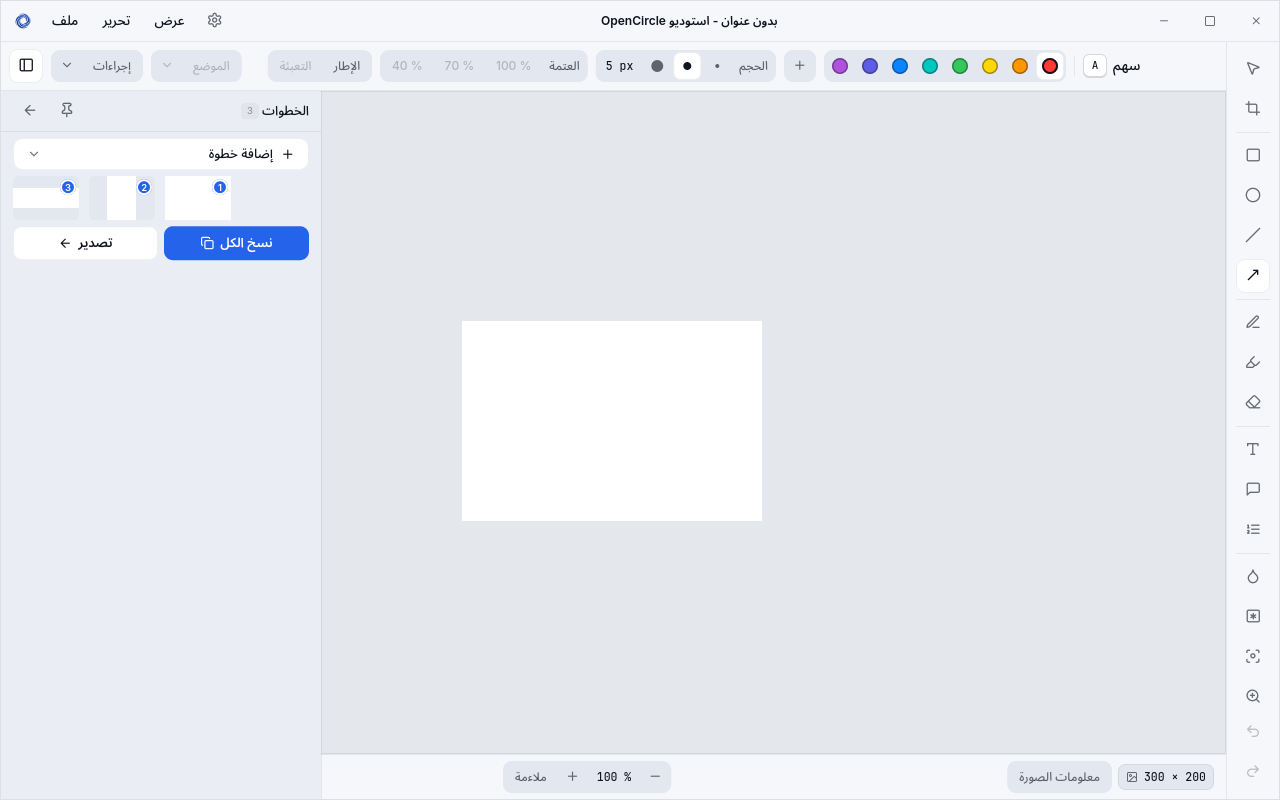 ملف
تحرير
عرض
بدون عنوان - استوديو OpenCircle
سهم
A
الحجم
5 px
العتمة
100 %
70 %
40 %
الإطار
التعبئة
الموضع
إجراءات
الخطوات 3
إضافة خطوة
1
2
3
نسخ الكل
تصدير
300 × 200
معلومات الصورة
100 %
ملاءمة